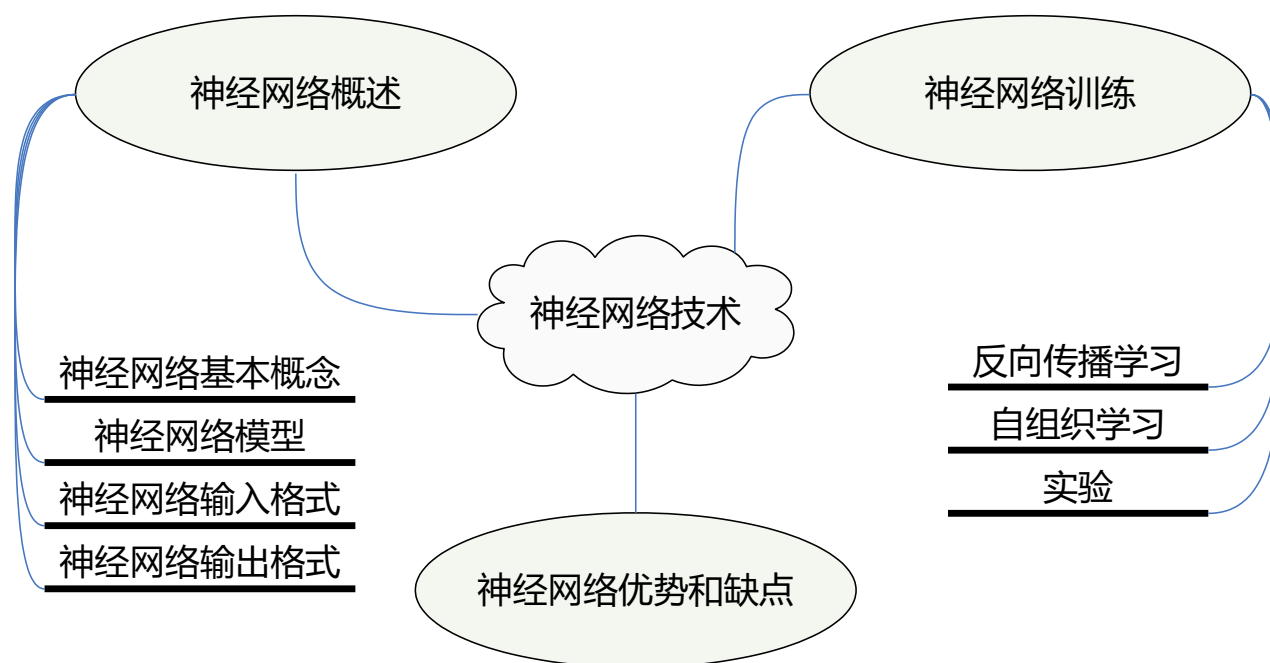 神经网络概述
神经网络训练
神经网络技术
神经网络基本概念
神经网络模型
神经网络输入格式
神经网络输出格式
反向传播学习
自组织学习
实验
神经网络优势和缺点